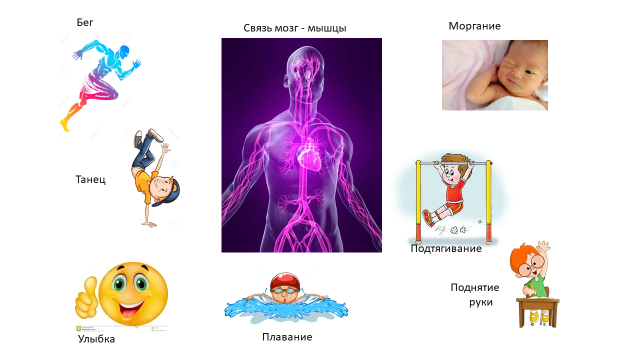 Бег
Связь мозг - мышцы
Моргание
Танец
Подтягивание
Поднятие
руки
Улыбка
Плавание